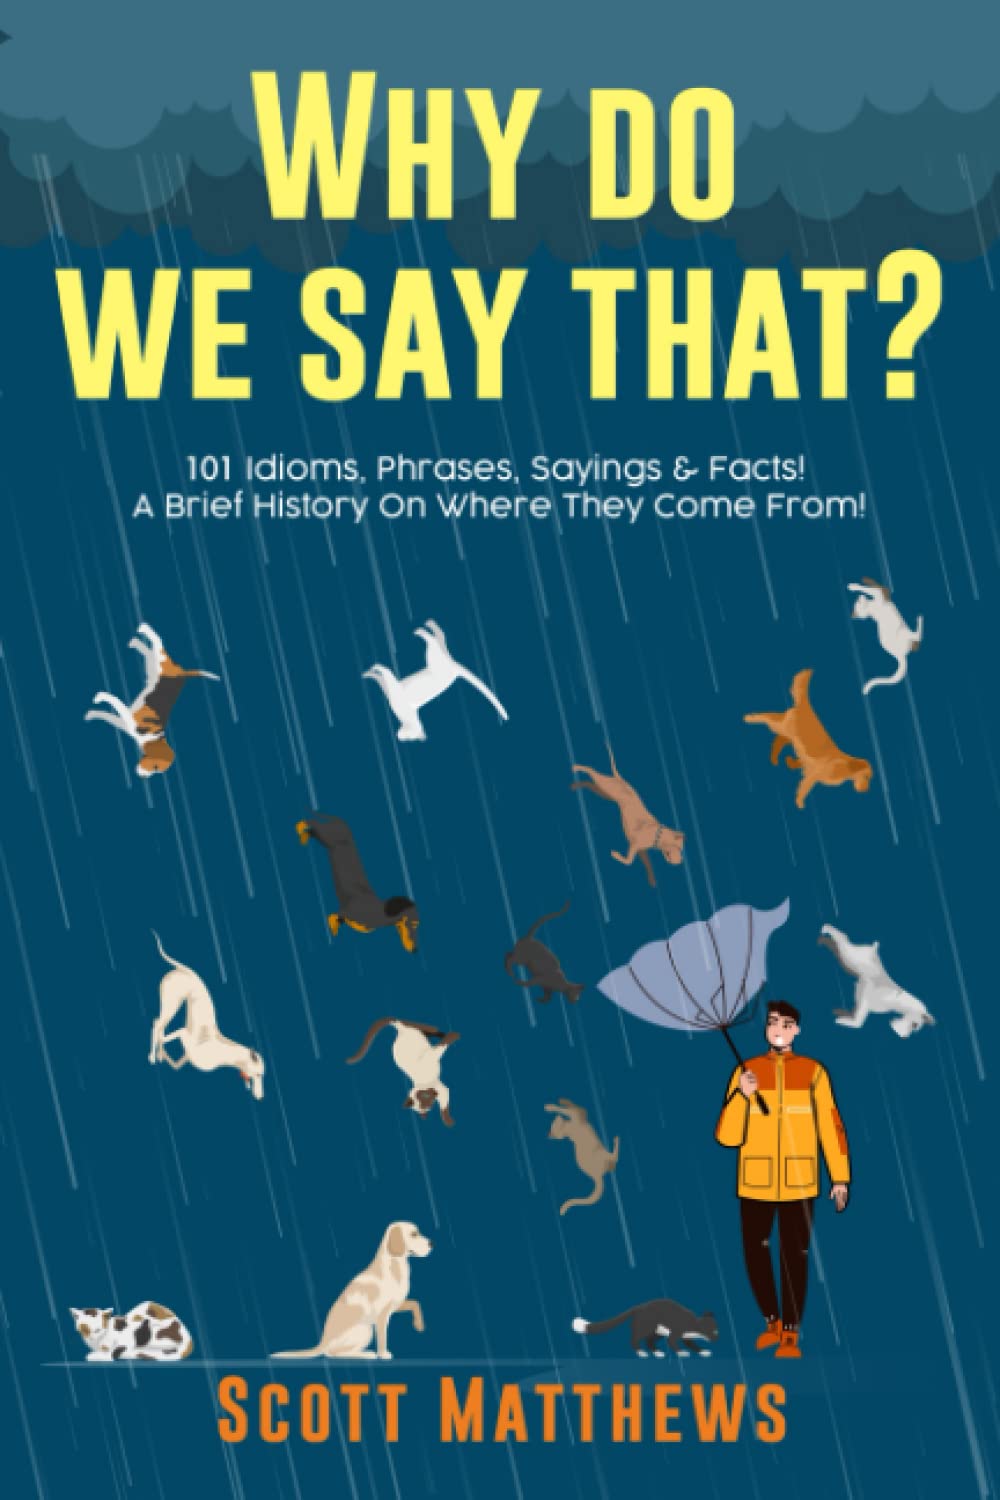 WHY DO
WE SAY THAT?
101 Idioms, Phrases, Sayings & Facts!
A Brief History On Where They Come From!
SCOTT MATTHEWS